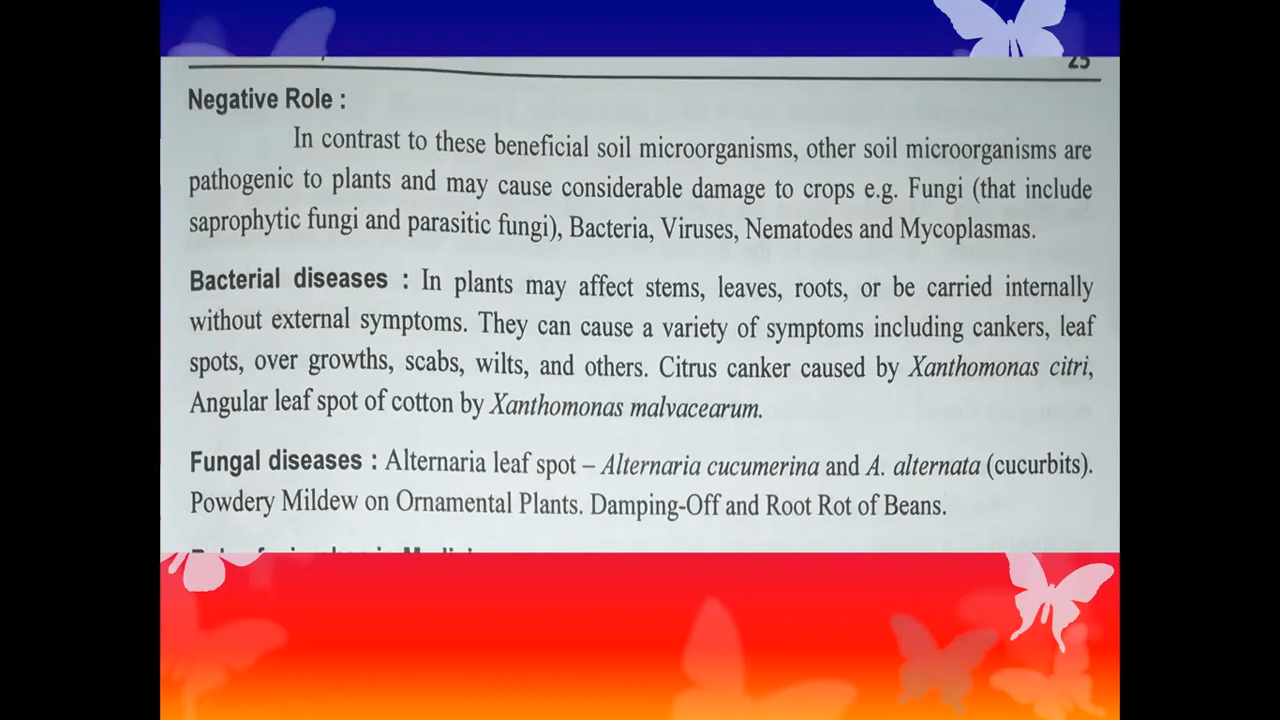 25
Negative Role :
In contrast to these beneficial soil microorganisms, other soil microorganisms are
pathogenic to plants and may cause considerable damage to crops e.g. Fungi (that include
saprophytic fungi and parasitic fungi), Bacteria, Viruses, Nematodes and Mycoplasmas.
Bacterial diseases : In plants may affect stems, leaves, roots, or be carried internally
without external symptoms. They can cause a variety of symptoms including cankers, leaf
spots, over growths, scabs, wilts, and others. Citrus canker caused by Xanthomonas citri,
Angular leaf spot of cotton by Xanthomonas malvacearum.
Fungal diseases : Alternaria leaf spot – Alternaria cucumerina and A. alternata (cucurbits).
Powdery Mildew on Ornamental Plants. Damping-Off and Root Rot of Beans.